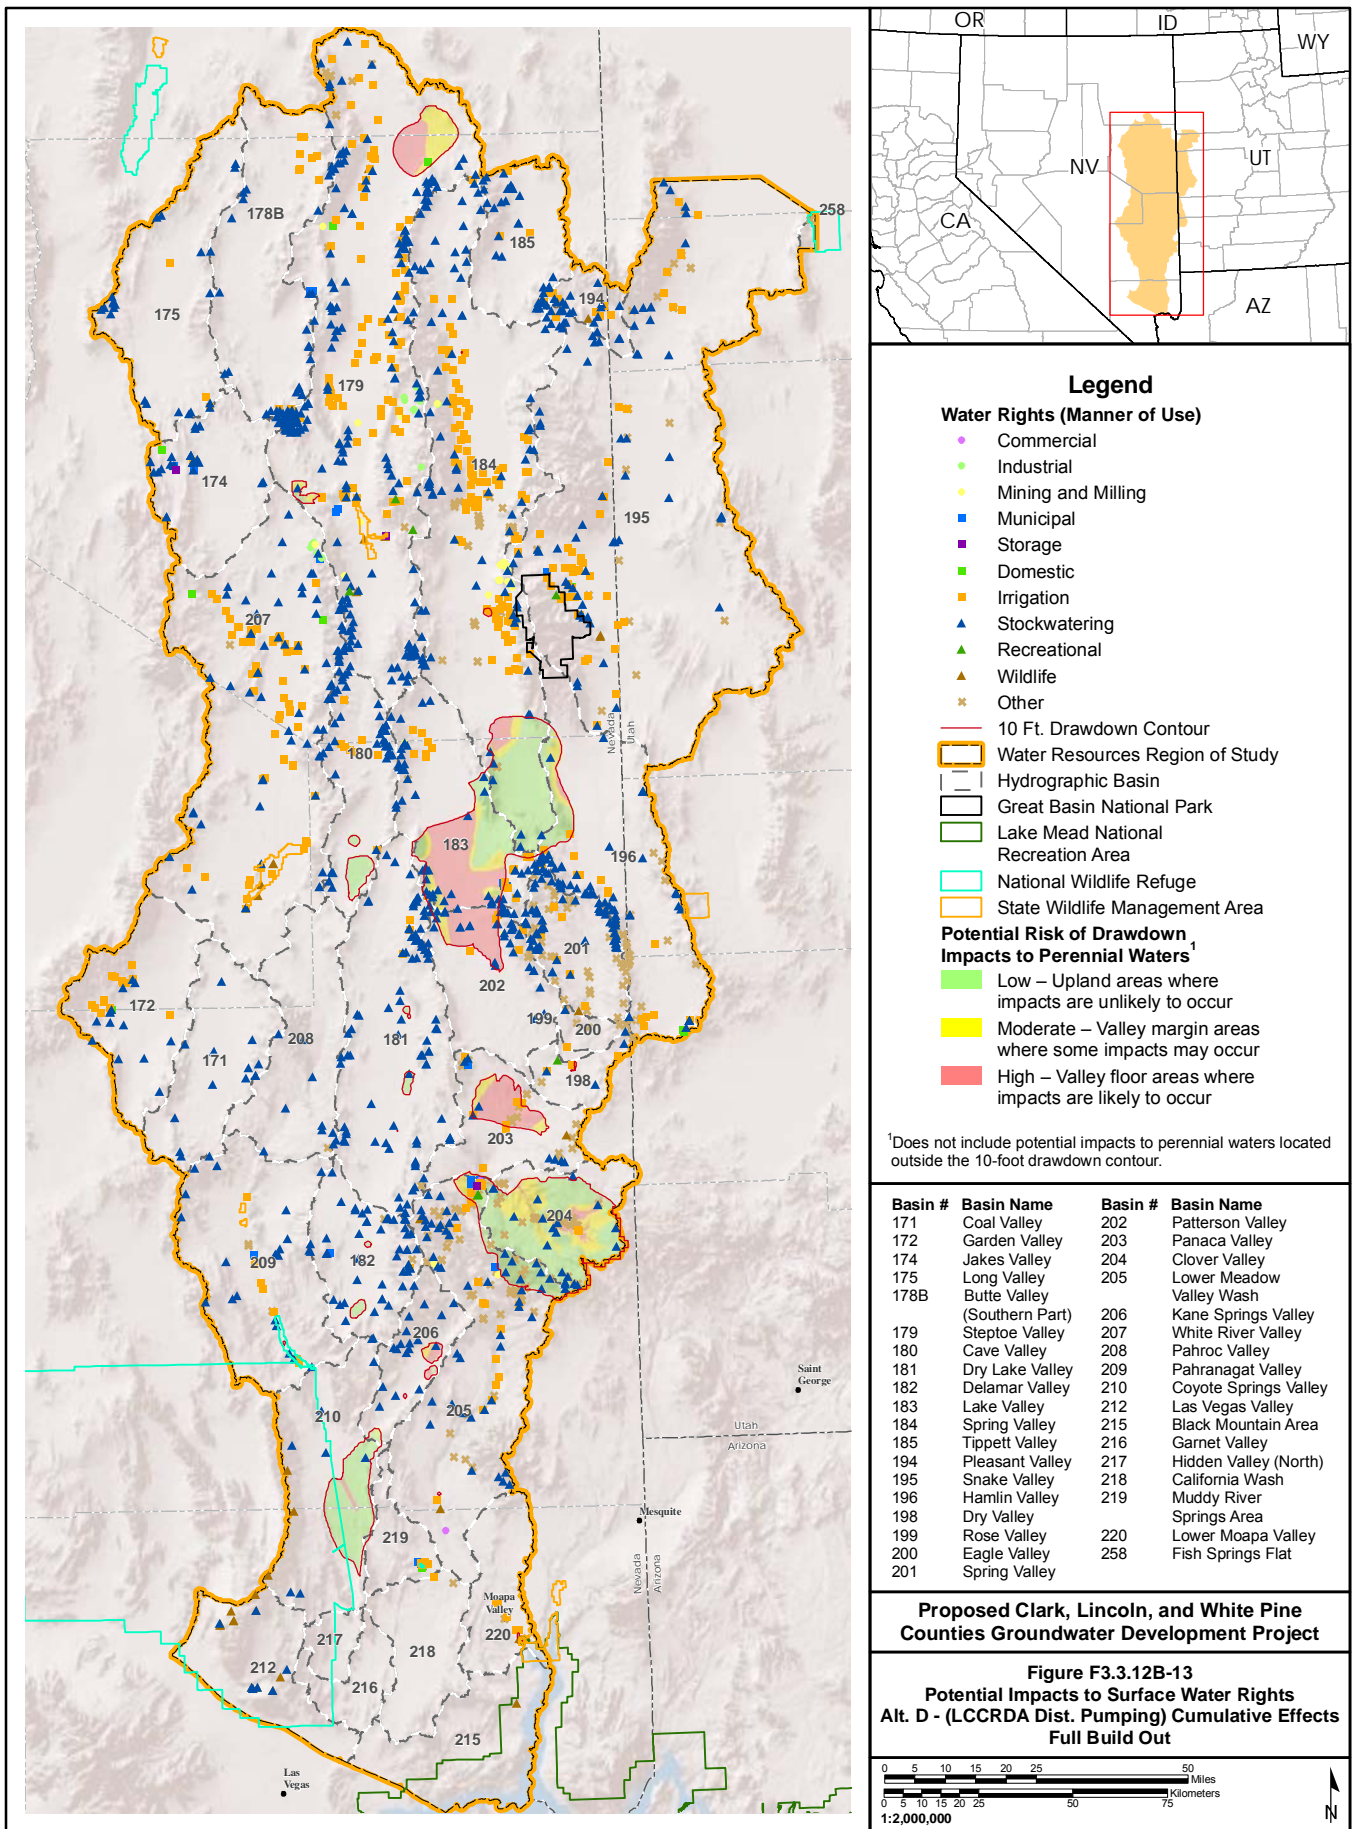 OR
ID
WY
NV
UT
CA
AZ
258
178B
185
194
175
179
184
174
195
207
Nevada
Utah
180
183
196
201
202
172
199
200
208
181
171
198
203
204
209
182
206
Saint
George
205
210
Utah
Arizona
Mesquite
219
Nevada
Arizona
Moapa
Valley
220
217
218
212
216
215
Las
Vegas
Legend
Water Rights (Manner of Use)
Commercial
Industrial
Mining and Milling
Municipal
Storage
Domestic
Irrigation
Stockwatering
Recreational
Wildlife
Other
10 Ft. Drawdown Contour
Water Resources Region of Study
Hydrographic Basin
Great Basin National Park
Lake Mead National
Recreation Area
National Wildlife Refuge
State Wildlife Management Area
Potential Risk of Drawdown
Impacts to Perennial Waters1
Low – Upland areas where
impacts are unlikely to occur
Moderate – Valley margin areas
where some impacts may occur
High – Valley floor areas where
impacts are likely to occur
1Does not include potential impacts to perennial waters located
outside the 10-foot drawdown contour.
Basin # Basin Name Basin # Basin Name
171 Coal Valley 202 Patterson Valley
172 Garden Valley 203 Panaca Valley
174 Jakes Valley 204 Clover Valley
175 Long Valley 205 Lower Meadow
178B Butte Valley Valley Wash
(Southern Part) 206 Kane Springs Valley
179 Steptoe Valley 207 White River Valley
180 Cave Valley 208 Pahroc Valley
181 Dry Lake Valley 209 Pahranagat Valley
182 Delamar Valley 210 Coyote Springs Valley
183 Lake Valley 212 Las Vegas Valley
184 Spring Valley 215 Black Mountain Area
185 Tippett Valley 216 Garnet Valley
194 Pleasant Valley 217 Hidden Valley (North)
195 Snake Valley 218 California Wash
196 Hamlin Valley 219 Muddy River
198 Dry Valley Springs Area
199 Rose Valley 220 Lower Moapa Valley
200 Eagle Valley 258 Fish Springs Flat
201 Spring Valley
Proposed Clark, Lincoln, and White Pine
Counties Groundwater Development Project
Figure F3.3.12B-13
Potential Impacts to Surface Water Rights
Alt. D - (LCCRDA Dist. Pumping) Cumulative Effects
Full Build Out
0 5 10 15 20 25 50
Miles
Kilometers
0 5 10 15 20 25 50 75
1:2,000,000
N